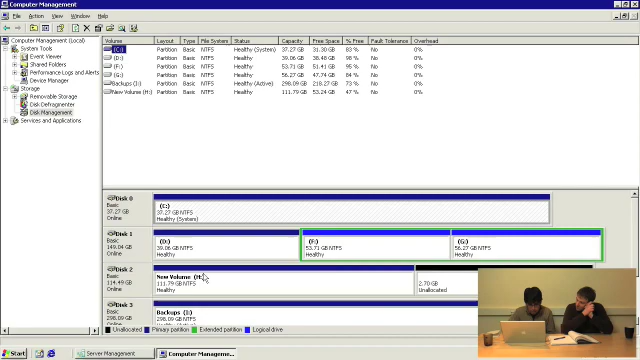 Computer Management
File Action View Window Help
Computer Management (Local)
System Tools
Event Viewer
Shared Folders
Performance Logs and Alerts
Device Manager
Storage
Removable Storage
Disk Defragmenter
Disk Management
Services and Applications
Volume Layout Type File System Status Capacity Free Space % Free Fault Tolerance Overhead
(C:) Partition Basic NTFS Healthy (System) 37.27 GB 31.30 GB 83 % No 0%
(D:) Partition Basic NTFS Healthy 39.06 GB 38.48 GB 98 % No 0%
(F:) Partition Basic NTFS Healthy 53.71 GB 51.41 GB 95 % No 0%
(G:) Partition Basic NTFS Healthy 56.27 GB 47.74 GB 84 % No 0%
Backups (I:) Partition Basic NTFS Healthy (Active) 298.09 GB 218.27 GB 73 % No 0%
New Volume (H:) Partition Basic NTFS Healthy 111.79 GB 53.24 GB 47 % No 0%
Disk 0
Basic
37.27 GB
Online
(C:)
37.27 GB NTFS
Healthy (System)
Disk 1
Basic
149.04 GB
Online
(D:)
39.06 GB NTFS
Healthy
(F:)
53.71 GB NTFS
Healthy
(G:)
56.27 GB NTFS
Healthy
Disk 2
Basic
114.49 GB
Online
New Volume (H:)
111.79 GB NTFS
Healthy
2.70 GB
Unallocated
Disk 3
Basic
298.09 GB
Backups (I:)
298.09 GB NTFS
Unallocated Primary partition Extended partition Logical drive
Start Server Management Computer Manage...